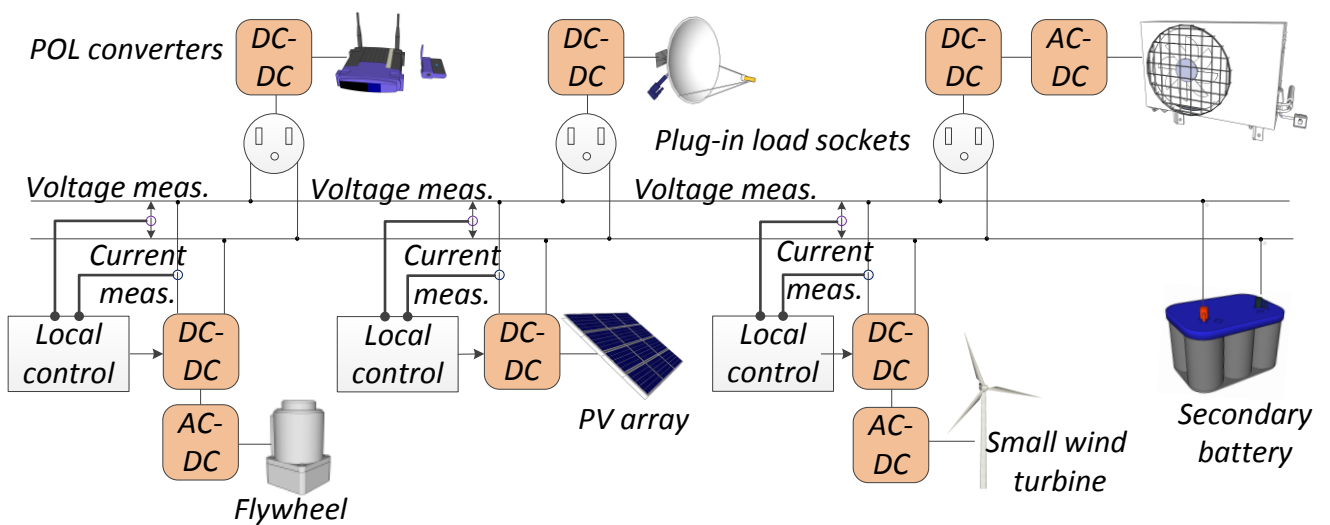 POL converters
DC-
DC
DC-
DC
DC-
DC
AC-
DC
Plug-in load sockets
Voltage meas.
Voltage meas.
Voltage meas.
Current
meas.
Current
meas.
Current
meas.
Local
control
DC-
DC
Local
control
DC-
DC
Local
control
DC-
DC
AC-
DC
Flywheel
PV array
AC-
DC
Small wind
turbine
Secondary
battery